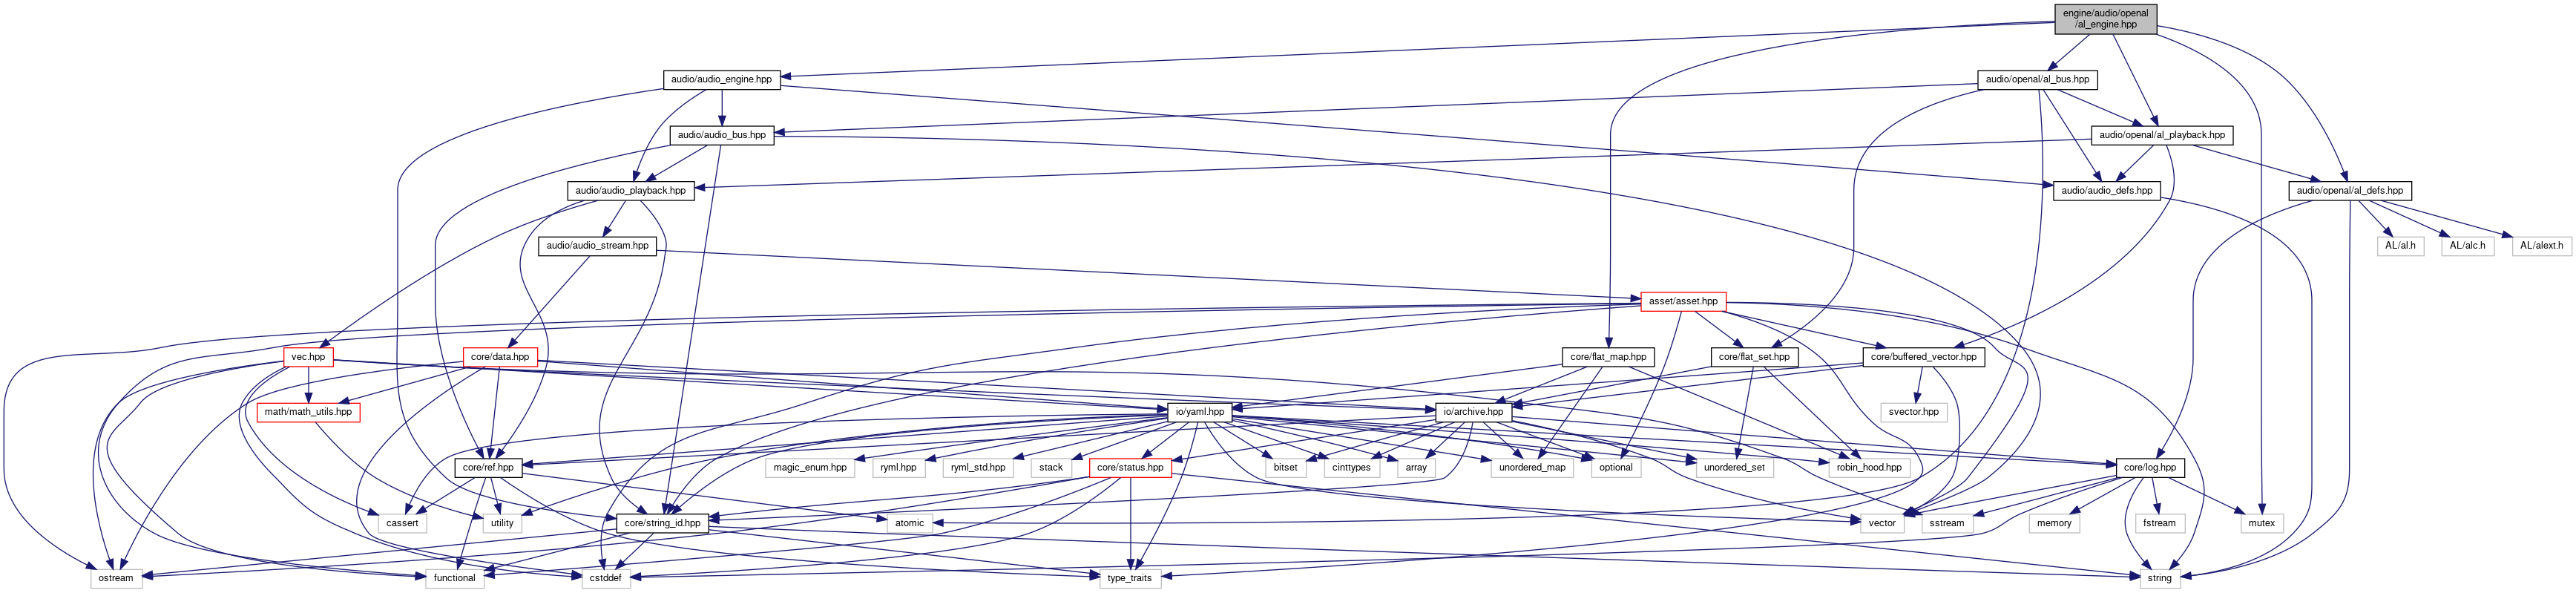 engine/audio/openal
/al_engine.hpp
audio/audio_engine.hpp
audio/openal/al_bus.hpp
audio/audio_bus.hpp
audio/openal/al_playback.hpp
audio/audio_playback.hpp
audio/audio_defs.hpp
audio/openal/al_defs.hpp
audio/audio_stream.hpp
AL/al.h
AL/alc.h
AL/alext.h
asset/asset.hpp
vec.hpp
core/data.hpp
core/flat_map.hpp
core/flat_set.hpp
core/buffered_vector.hpp
math/math_utils.hpp
io/yaml.hpp
io/archive.hpp
svector.hpp
core/ref.hpp
magic_enum.hpp
ryml.hpp
ryml_std.hpp
stack
core/status.hpp
bitset
cinttypes
array
unordered_map
optional
unordered_set
robin_hood.hpp
core/log.hpp
cassert
utility
core/string_id.hpp
atomic
vector
sstream
memory
fstream
mutex
ostream
functional
cstddef
type_traits
string